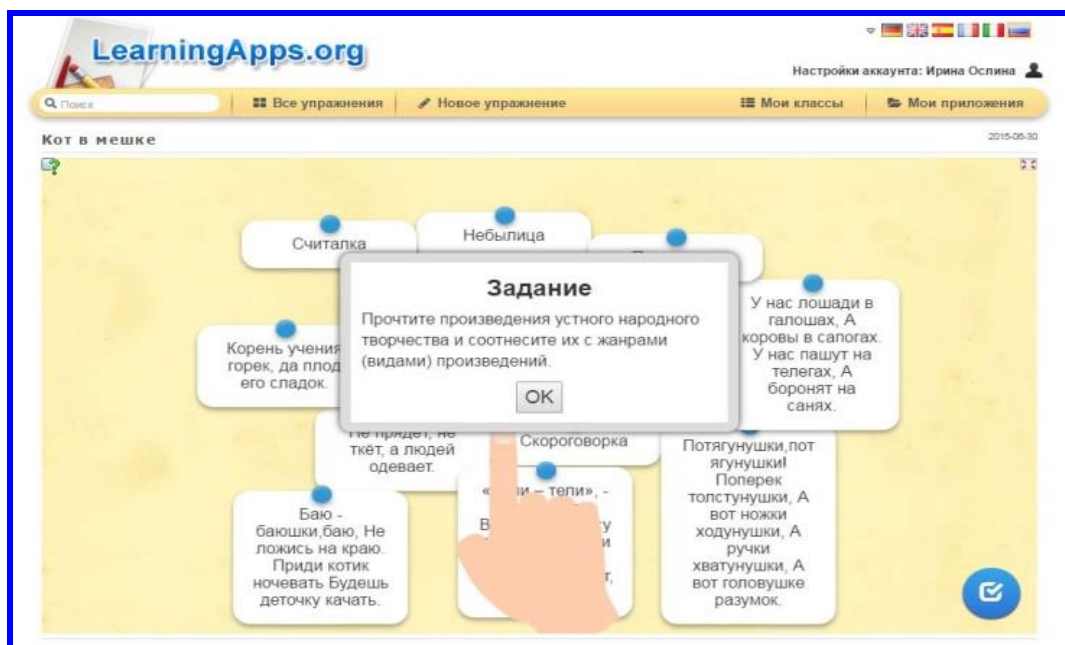 LearningApps.org
Настройки аккаунта: Ирина Ослина
Поиск
Все упражнения
Новое упражнение
Мои классы
Мои приложения
Кот в мешке
2015-06-30
Считалка
Небылица
Задание
Прочтите произведения устного народного
творчества и соотнесите их с жанрами
(видами) произведений.
OK
У нас лошади в
галошах, А
коровы в сапогах.
У нас пашут на
телегах, А
боронят на
санях.
Корень учения
горек, да плод
его сладок.
Не прядет, не
ткёт, а людей
одевает.
Скороговорка
Потягунушки,пот
ягунушки!
Поперек
толстунушки, А
вот ножки
ходунушки, А
ручки
хватунушки, А
вот головушке
разумок.
Баю -
баюшки,баю, Не
ложись на краю.
Приди котик
ночевать Будешь
деточку качать.
– тели», -